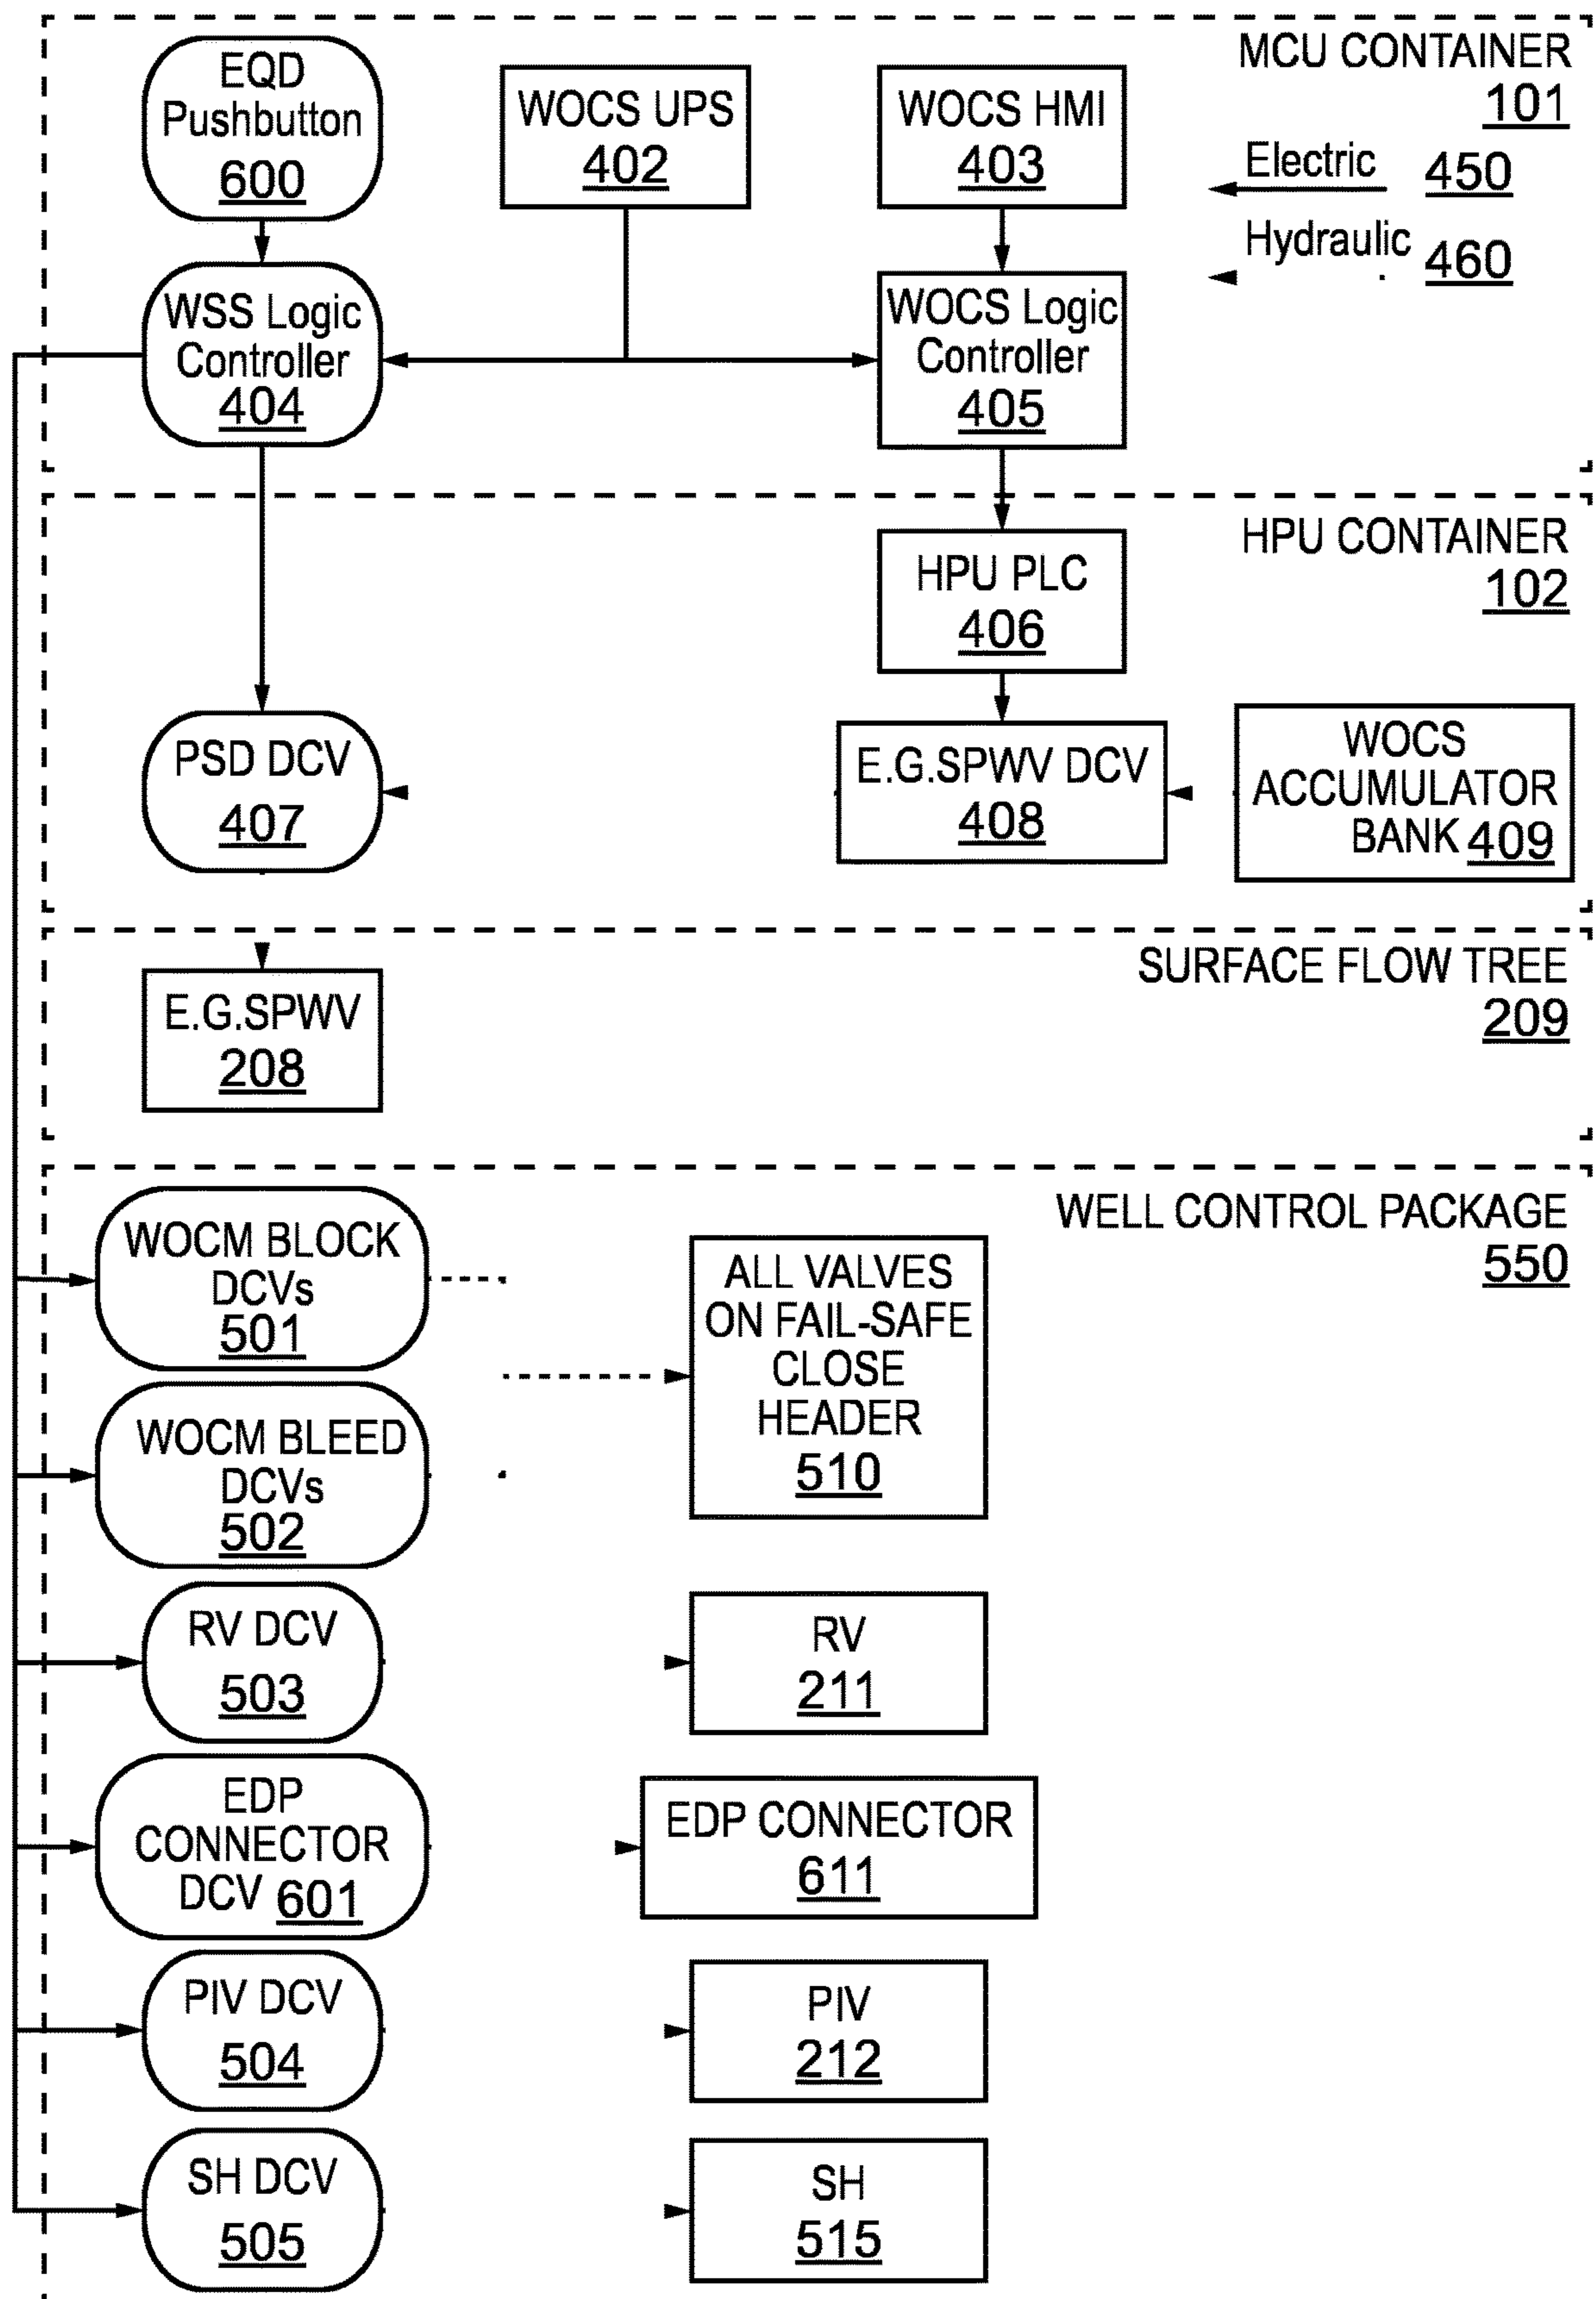 EQD
Pushbutton
600
WOCS UPS
402
WOCS HMI
403
MCU CONTAINER
101
Electric 450
Hydraulic 460
WSS Logic
Controller
404
WOCS Logic
Controller
405
HPU CONTAINER
102
HPU PLC
406
PSD DCV
407
E.G.SPWV DCV
408
WOCS
ACCUMULATOR
BANK 409
SURFACE FLOW TREE
209
E.G.SPWV
208
WELL CONTROL PACKAGE
550
WOCM BLOCK
DCVs
501
ALL VALVES
ON FAIL-SAFE
CLOSE
HEADER
510
WOCM BLEED
DCVs
502
RV DCV
503
RV
211
EDP
CONNECTOR
DCV 601
EDP CONNECTOR
611
PIV DCV
504
PIV
212
SH DCV
505
SH
515